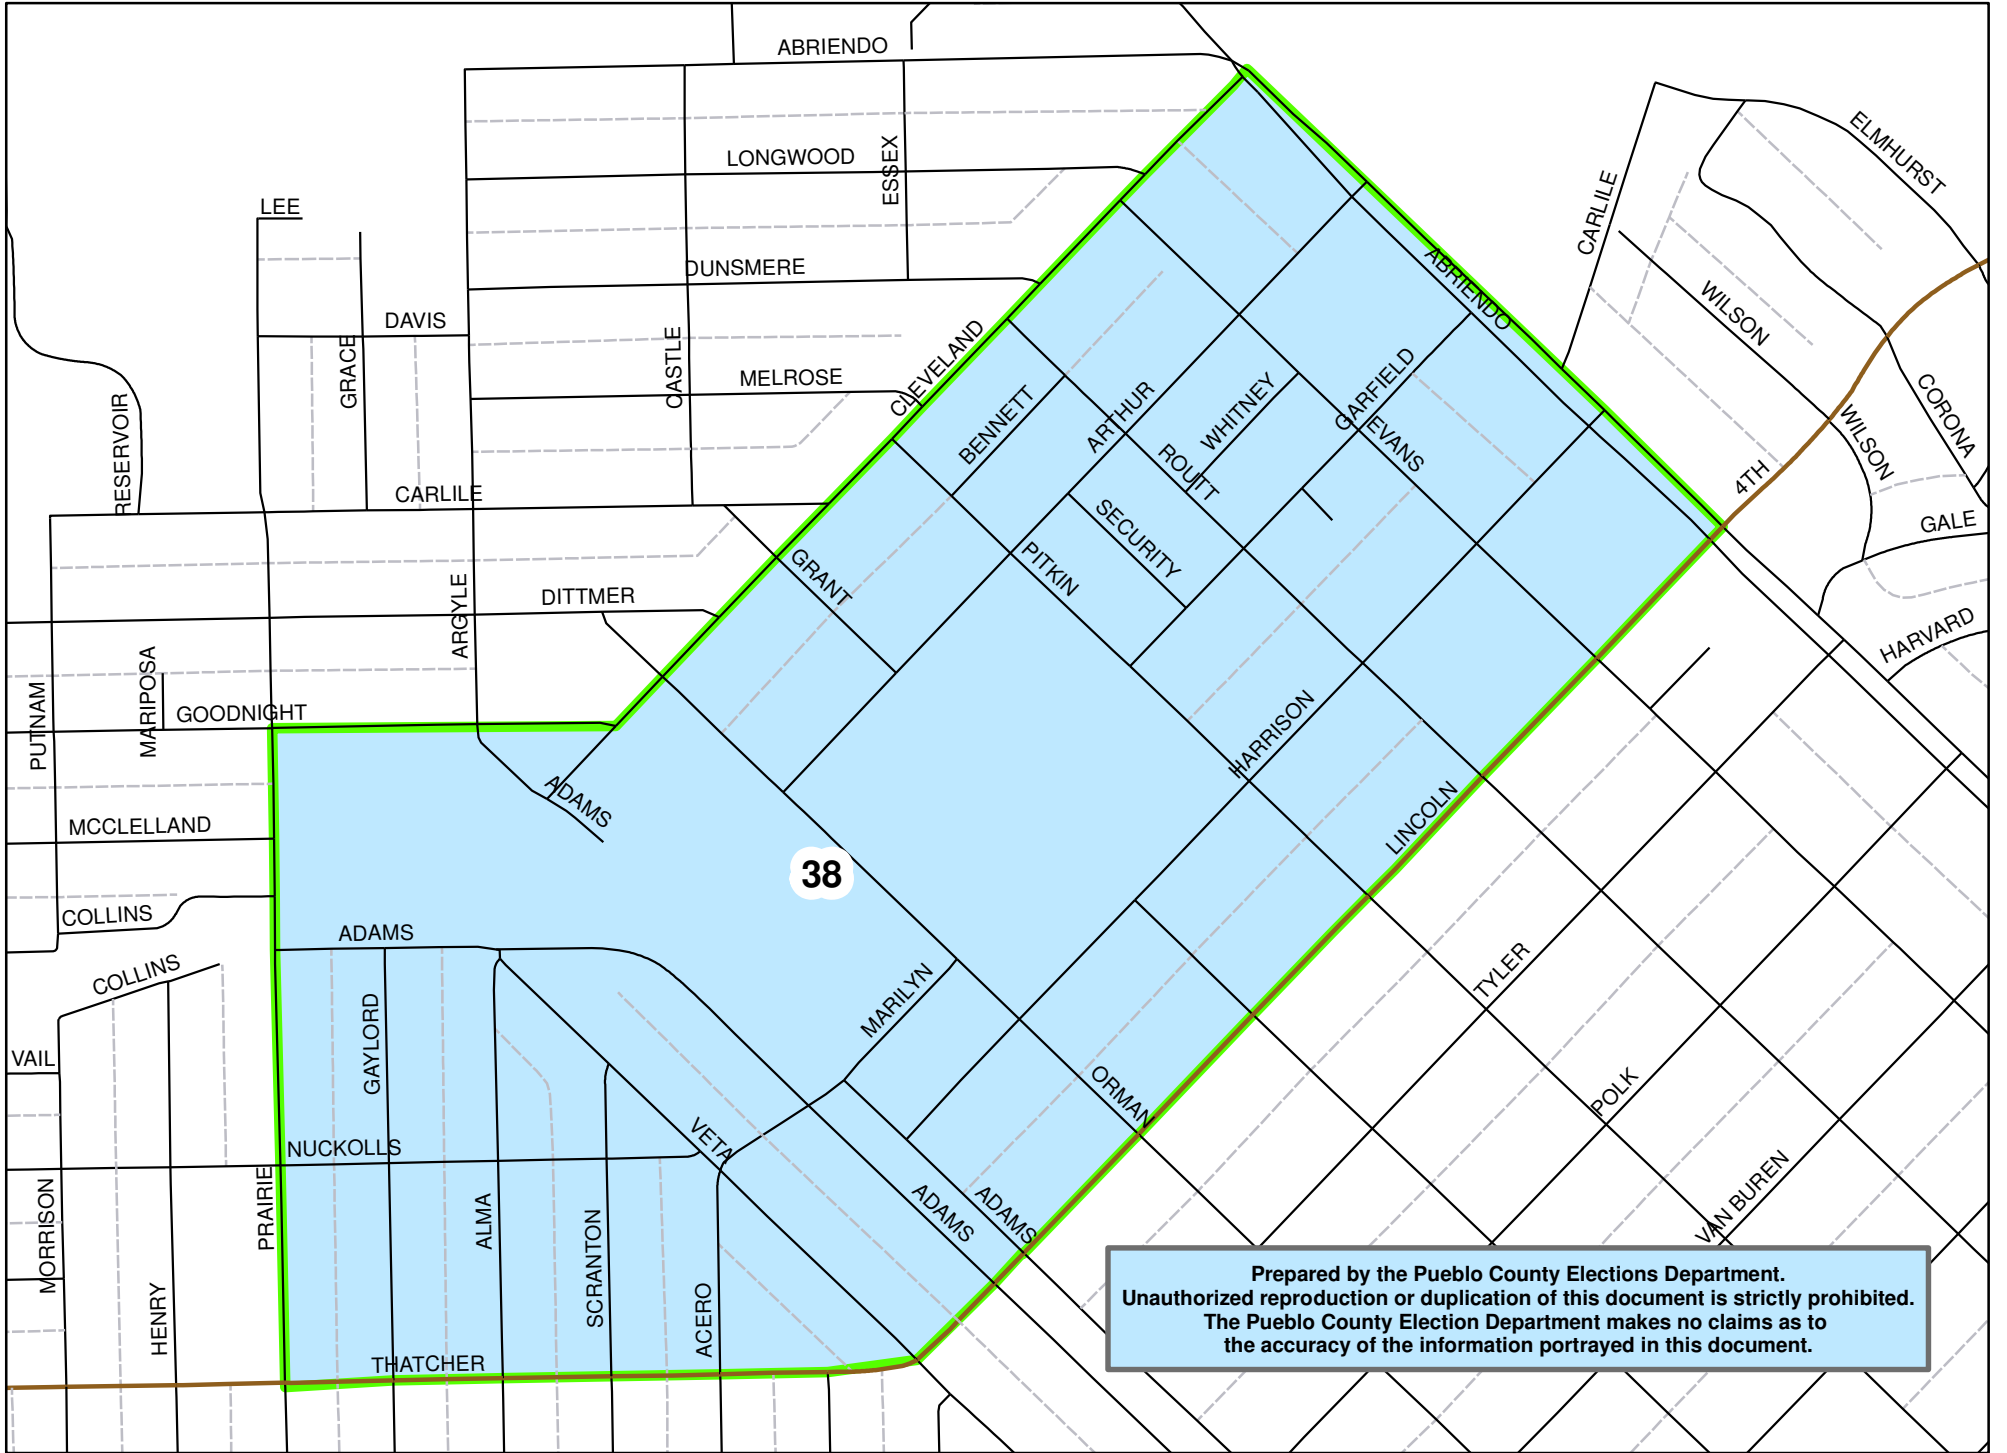 ABRIENDO
ELMHURST
LONGWOOD
ESSEX
CARLILE
LEE
DUNSMERE
ABRIENDO
WILSON
DAVIS
GRACE
CASTLE
CLEVELAND
MELROSE
BENNETT
ARTHUR
WHITNEY
GARFIELD
EVANS
CORONA
WILSON
RESERVOIR
ROUTT
4TH
CARLILE
SECURITY
GALE
GRANT
PITKIN
ARGYLE
DITTMER
HARVARD
MARIPOSA
PUTNAM
GOODNIGHT
HARRISON
ADAMS
LINCOLN
MCCLELLAND
38
COLLINS
ADAMS
COLLINS
MARILYN
TYLER
GAYLORD
VAIL
ORMAN
POLK
VETA
NUCKOLLS
MORRISON
PRAIRIE
ALMA
SCRANTON
ADAMS
ADAMS
VAN BUREN
HENRY
ACERO
THATCHER
Prepared by the Pueblo County Elections Department.
Unauthorized reproduction or duplication of this document is strictly prohibited.
The Pueblo County Election Department makes no claims as to
the accuracy of the information portrayed in this document.